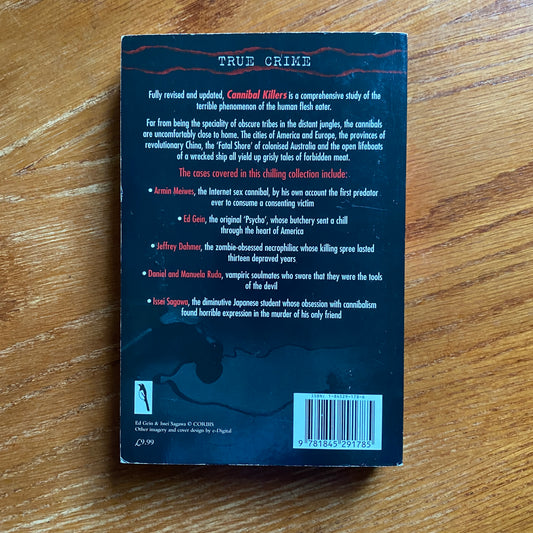 TRUE CRIME
Fully revised and updated, Cannibal Killers is a comprehensive study of the
terrible phenomenon of the human flesh eater.
Far from being the speciality of obscure tribes in the distant jungles, the cannibals
are uncomfortably close to home. The cities of America and Europe, the provinces of
revolutionary China, the 'Fatal Shore' of colonised Australia and the open lifeboats
of a wrecked ship all yield up grisly tales of forbidden meat.
The cases covered in this chilling collection include:
• Armin Meiwes, the Internet sex cannibal, by his own account the first predator
ever to consume a consenting victim
• Ed Gein, the original 'Psycho', whose butchery sent a chill
through the heart of America
• Jeffrey Dahmer, the zombie-obsessed necrophiliac whose killing spree lasted
thirteen depraved years
• Daniel and Manuela Ruda, vampiric soulmates who swore that they were the tools
of the devil
• Issei Sagawa, the diminutive Japanese student whose obsession with cannibalism
found horrible expression in the murder of his only friend
Ed Gein & Issei Sagawa © CORBIS
Other imagery and cover design by e-Digital
£9.99
9 781845 291785